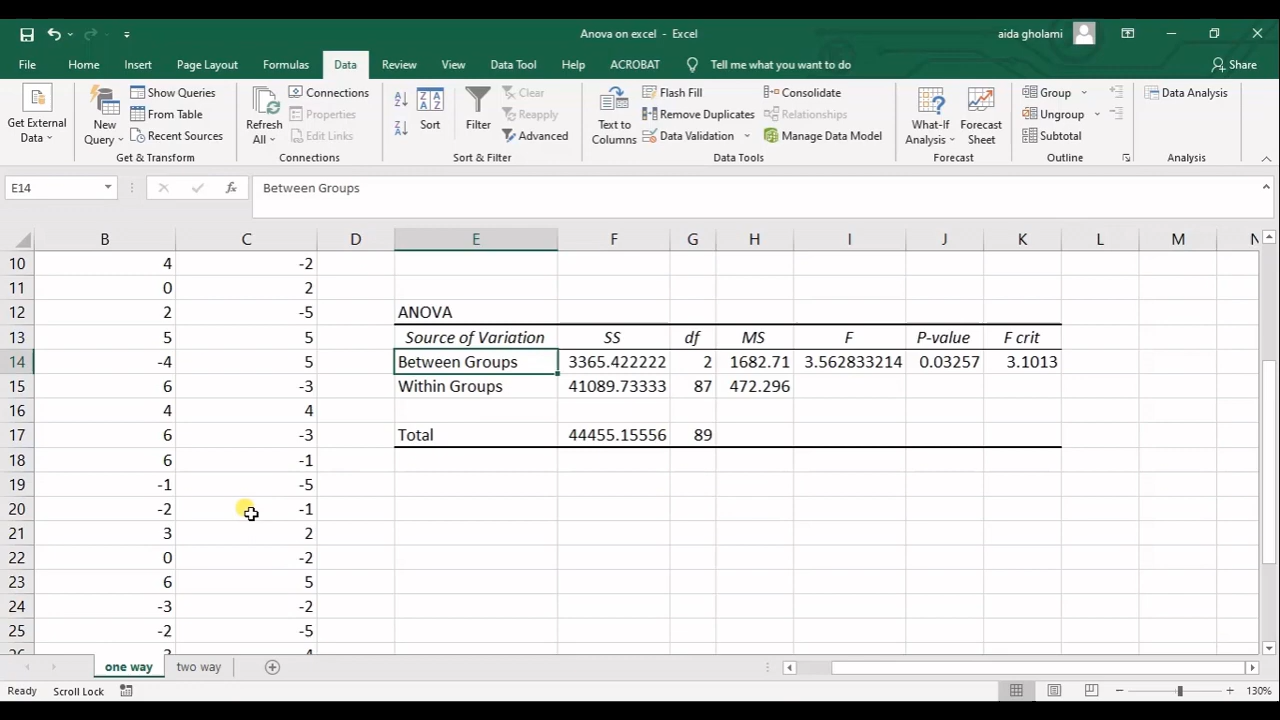 Anova on excel - Excel
aida gholami
File Home Insert Page Layout Formulas Data Review View Data Tool Help ACROBAT Tell me what you want to do Share
Get External Data
New Query
Show Queries
From Table
Recent Sources
Get & Transform
Refresh All
Connections
Properties
Edit Links
Connections
Sort
Filter
Clear
Reapply
Advanced
Sort & Filter
Text to Columns
Flash Fill
Remove Duplicates
Data Validation
Consolidate
Relationships
Manage Data Model
Data Tools
What-If Analysis
Forecast Sheet
Forecast
Group
Ungroup
Subtotal
Outline
Data Analysis
Analysis
E14 fx Between Groups
B C D E F G H I J K L M N
10 4 -2
11 0 2
12 2 -5 ANOVA
13 5 5 Source of Variation SS df MS F P-value F crit
14 -4 5 Between Groups 3365.422222 2 1682.71 3.562833214 0.03257 3.1013
15 6 -3 Within Groups 41089.73333 87 472.296
16 4 4
17 6 -3 Total 44455.15556 89
18 6 -1
19 -1 -5
20 -2 -1
21 3 2
22 0 -2
23 6 5
24 -3 -2
25 -2 -5
one way two way
Ready Scroll Lock 130%